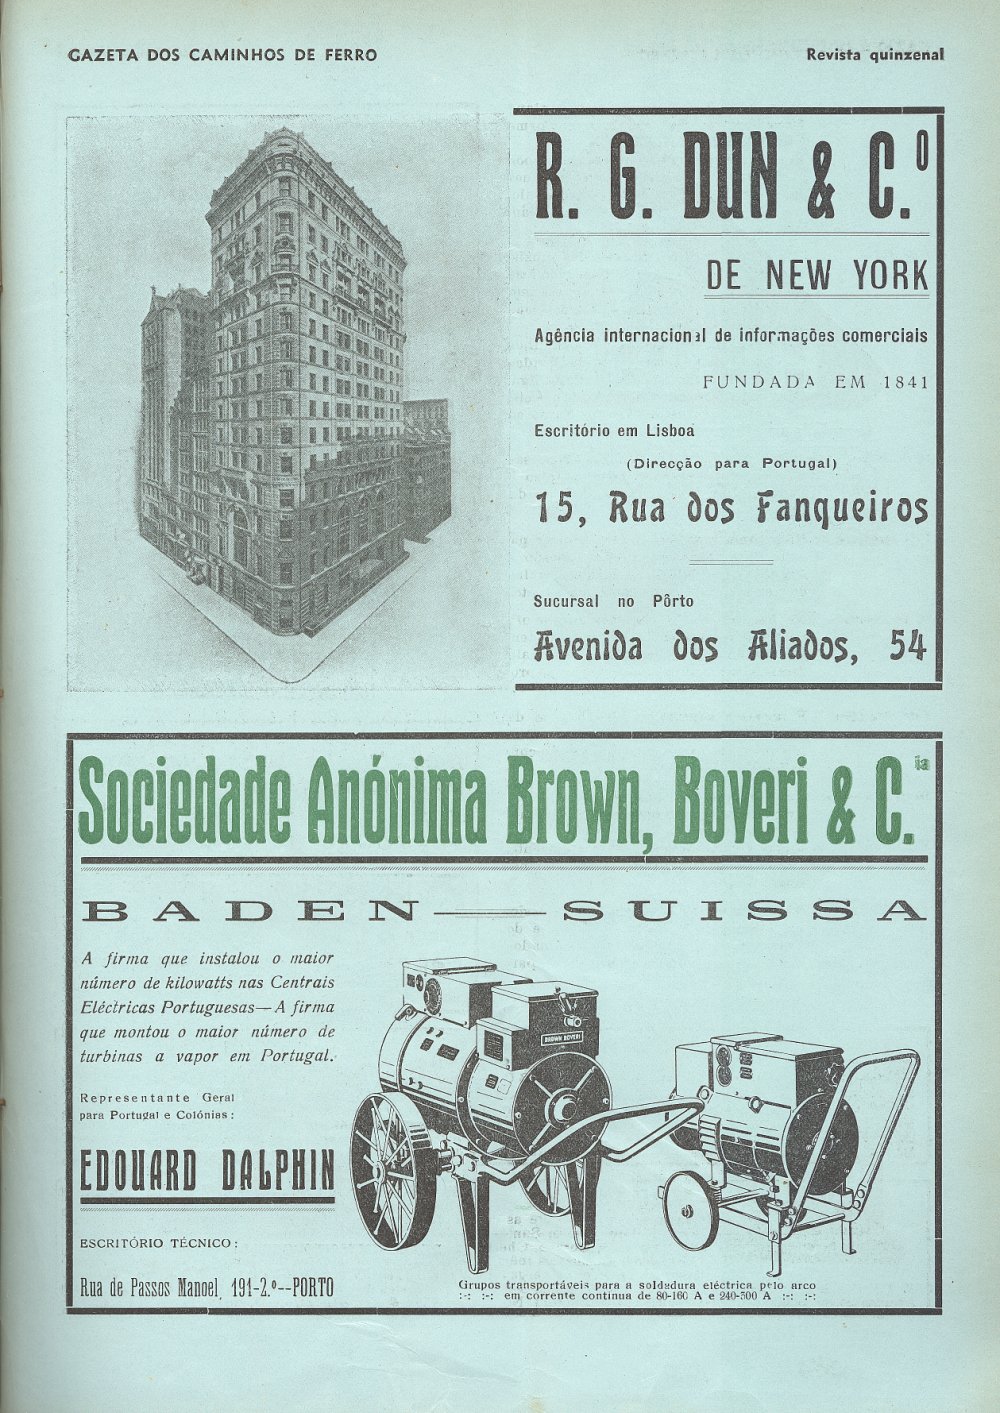 GAZETA DOS CAMINHOS DE FERRO
Revista quinzenal
R. G. DUN & C.º
DE NEW YORK
Agência internacional de informações comerciais
FUNDADA EM 1841
Escritório em Lisboa
(Direcção para Portugal)
15, Rua dos Fanqueiros
Sucursal no Pôrto
Avenida dos Aliados, 54
Sociedade Anónima Brown, Boveri & C.ia
BADEN — SUISSA
A firma que instalou o maior
número de kilowatts nas Centrais
Eléctricas Portuguesas—A firma
que montou o maior número de
turbinas a vapor em Portugal.
Representante Geral
para Portugal e Colónias:
EDOUARD DALPHIN
ESCRITÓRIO TÉCNICO:
Rua de Passos Manoel, 191-2.º--PORTO
BROWN BOVERI
Grupos transportáveis para a soldadura eléctrica pelo arco
:-: :-: em corrente contínua de 80-160 A e 240-300 A :-: :-: